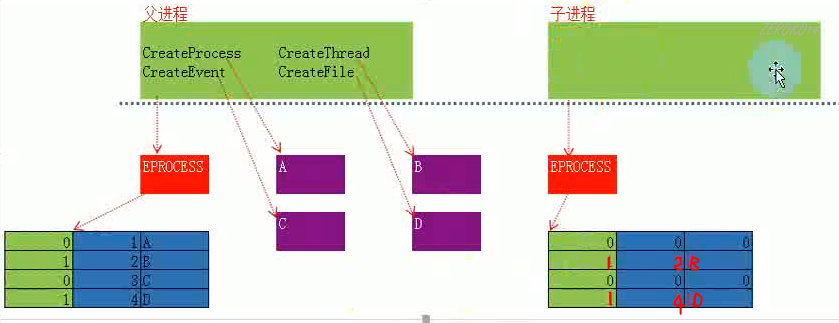 父进程
子进程
CreateProcess CreateThread
CreateEvent CreateFile
EPROCESS A B EPROCESS
C D
0 1 A
1 2 B
0 3 C
1 4 D
0 0 0
1 2 B
0 0 0
1 4 D